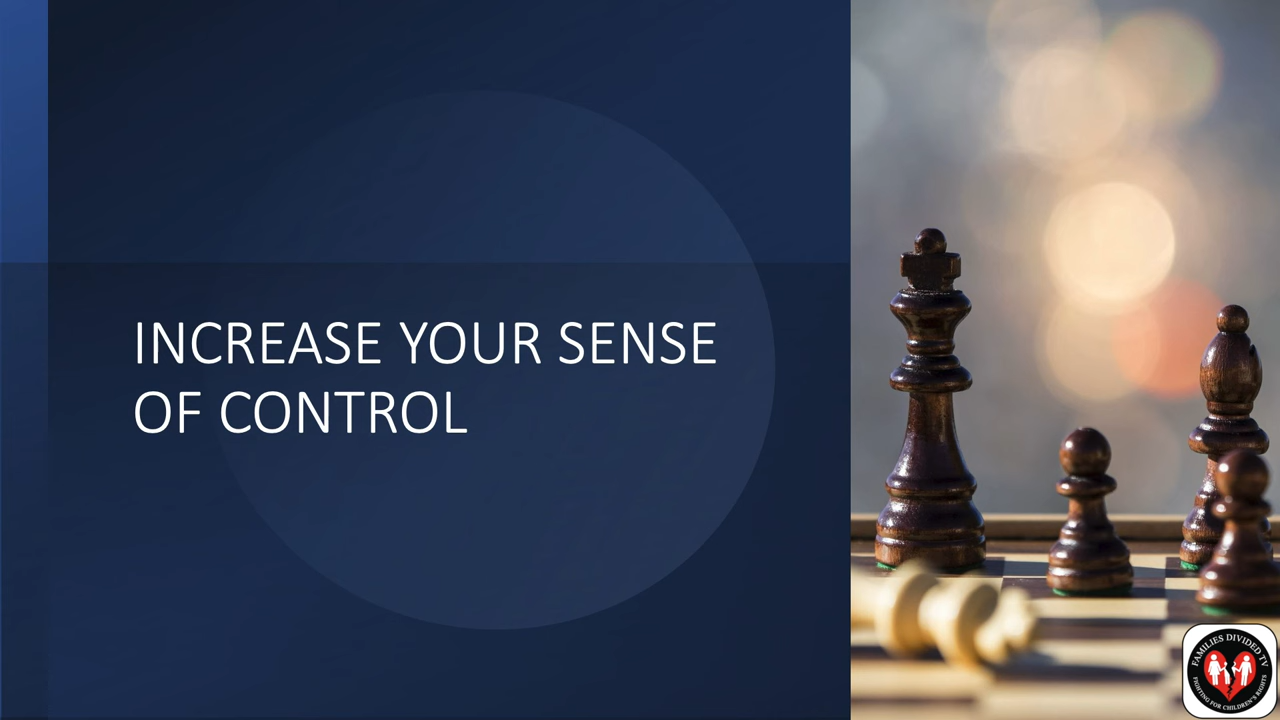 INCREASE YOUR SENSE
OF CONTROL
FAMILIES DIVIDED TV
FIGHTING FOR CHILDREN'S RIGHTS